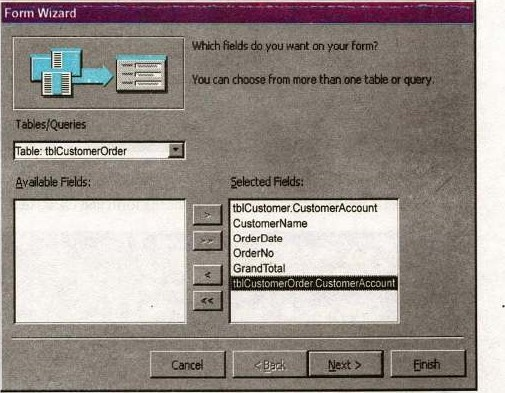 Form Wizard
Which fields do you want on your form?
You can choose from more than one table or query.
Tables/Queries
Table: tblCustomerOrder
Available Fields:
Selected Fields:
>
>>
<
<<
tblCustomer.CustomerAccount
CustomerName
OrderDate
OrderNo
GrandTotal
tblCustomerOrder.CustomerAccount
Cancel
< Back
Next >
Finish